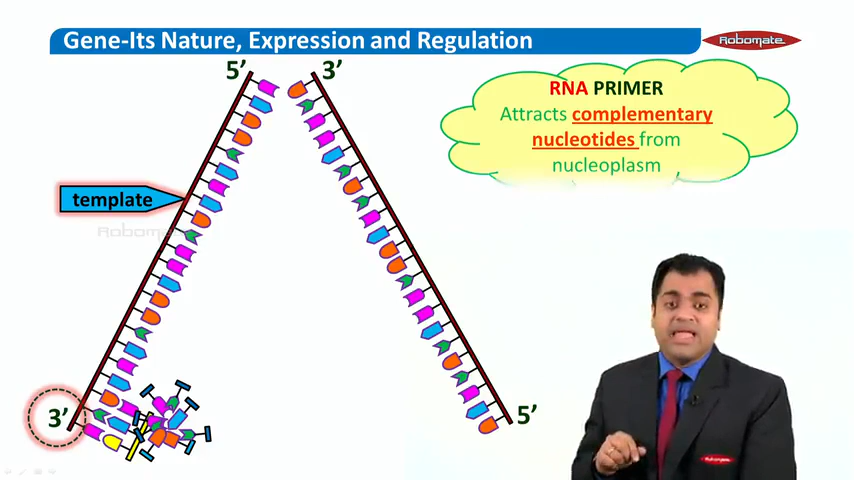 Gene-Its Nature, Expression and Regulation
Robomate
5’
3’
RNA PRIMER
Attracts complementary
nucleotides from
nucleoplasm
template
Robomate
3’
5’
Robomate